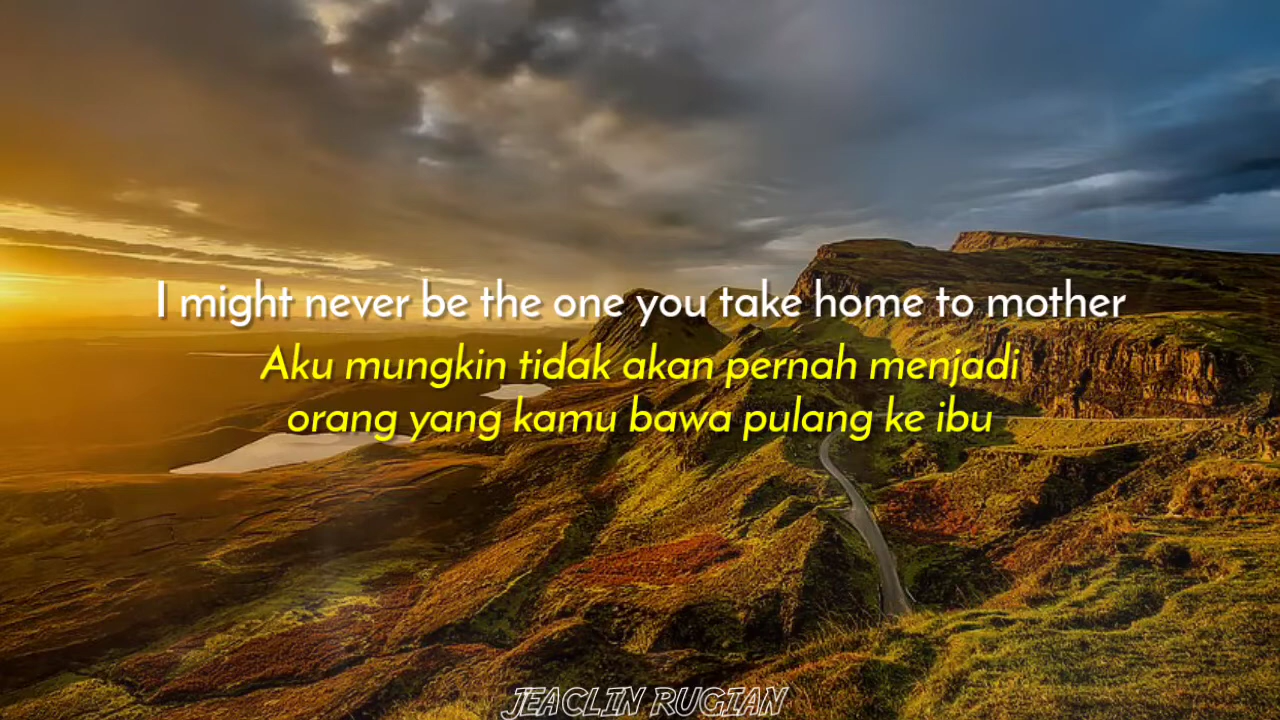 I might never be the one you take home to mother
Aku mungkin tidak akan pernah menjadi
orang yang kamu bawa pulang ke ibu
JEACLIN RUGIAN